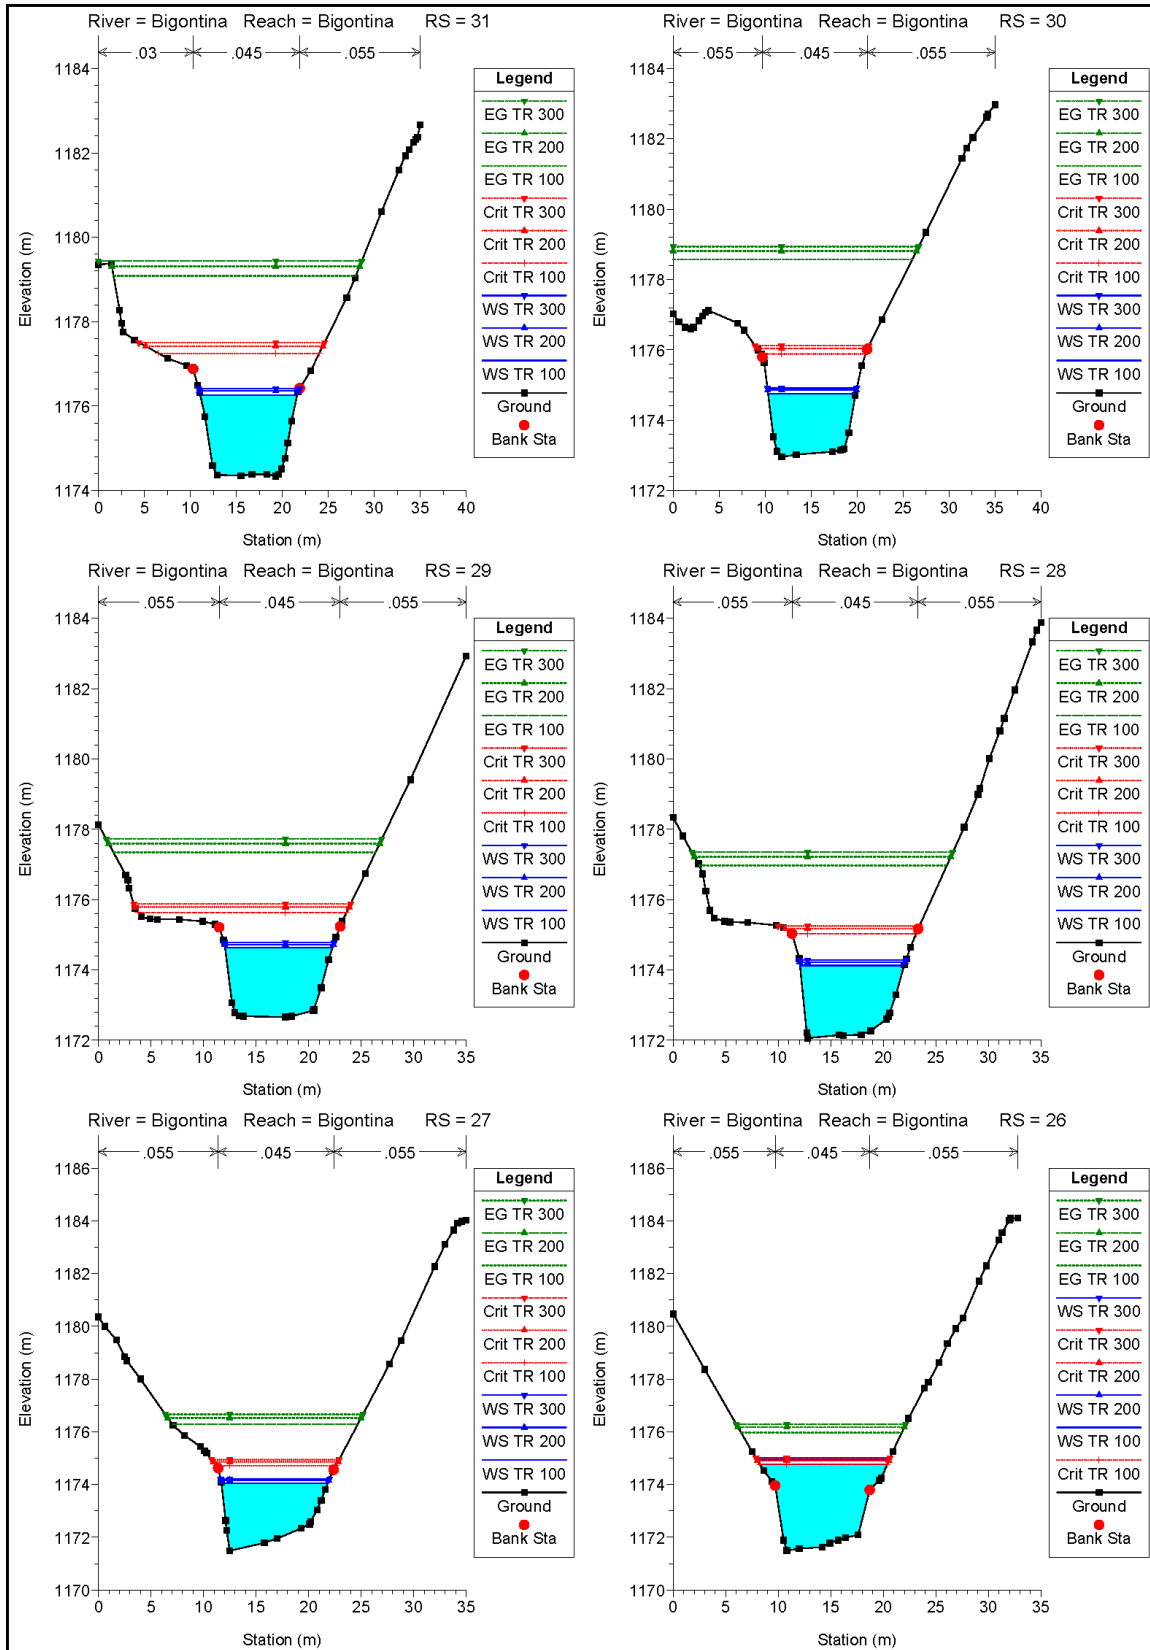 River = Bigontina Reach = Bigontina RS = 31
.03 .045 .055
1184
1182
1180
1178
1176
1174
Elevation (m)
0 5 10 15 20 25 30 35 40
Station (m)
Legend
EG TR 300
EG TR 200
EG TR 100
Crit TR 300
Crit TR 200
Crit TR 100
WS TR 300
WS TR 200
WS TR 100
Ground
Bank Sta
River = Bigontina Reach = Bigontina RS = 30
.055 .045 .055
1184
1182
1180
1178
1176
1174
1172
Elevation (m)
0 10 20 30 40
Station (m)
Legend
EG TR 300
EG TR 200
EG TR 100
Crit TR 300
Crit TR 200
Crit TR 100
WS TR 300
WS TR 200
WS TR 100
Ground
Bank Sta
River = Bigontina Reach = Bigontina RS = 29
.055 .045 .055
1184
1182
1180
1178
1176
1174
1172
Elevation (m)
0 5 10 15 20 25 30 35
Station (m)
Legend
EG TR 300
EG TR 200
EG TR 100
Crit TR 300
Crit TR 200
Crit TR 100
WS TR 300
WS TR 200
WS TR 100
Ground
Bank Sta
River = Bigontina Reach = Bigontina RS = 28
.055 .045 .055
1184
1182
1180
1178
1176
1174
1172
Elevation (m)
0 5 10 15 20 25 30 35
Station (m)
Legend
EG TR 300
EG TR 200
EG TR 100
Crit TR 300
Crit TR 200
Crit TR 100
WS TR 300
WS TR 200
WS TR 100
Ground
Bank Sta
River = Bigontina Reach = Bigontina RS = 27
.055 .045 .055
1186
1184
1182
1180
1178
1176
1174
1172
1170
Elevation (m)
0 5 10 15 20 25 30 35
Station (m)
Legend
EG TR 300
EG TR 200
EG TR 100
Crit TR 300
Crit TR 200
Crit TR 100
WS TR 300
WS TR 200
WS TR 100
Ground
Bank Sta
River = Bigontina Reach = Bigontina RS = 26
.055 .045 .055
1186
1184
1182
1180
1178
1176
1174
1172
1170
Elevation (m)
0 5 10 15 20 25 30 35
Station (m)
Legend
EG TR 300
EG TR 200
EG TR 100
WS TR 300
Crit TR 300
Crit TR 200
WS TR 200
WS TR 100
Crit TR 100
Ground
Bank Sta